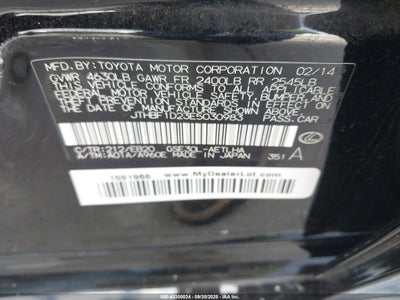 MFD.BY:TOYOTA MOTOR CORPORATION 02/14
GVWR 4630LB GAWR FR 2400LB RR 2545LB
THIS VEHICLE CONFORMS TO ALL APPLICABLE
FEDERAL MOTOR VEHICLE SAFETY, BUMPER, AND
THEFT PREVENTION STANDARDS IN EFFECT ON
THE DATE OF MANUFACTURE SHOWN ABOVE.
JTHBF1D23E5030983 PASS.CAR
C/TR:212/EB20 GSE30L-AETLHA
A/TM:A01A/A960E MADE IN JAPAN 351 A
1591966 www.MyDealerLot.com